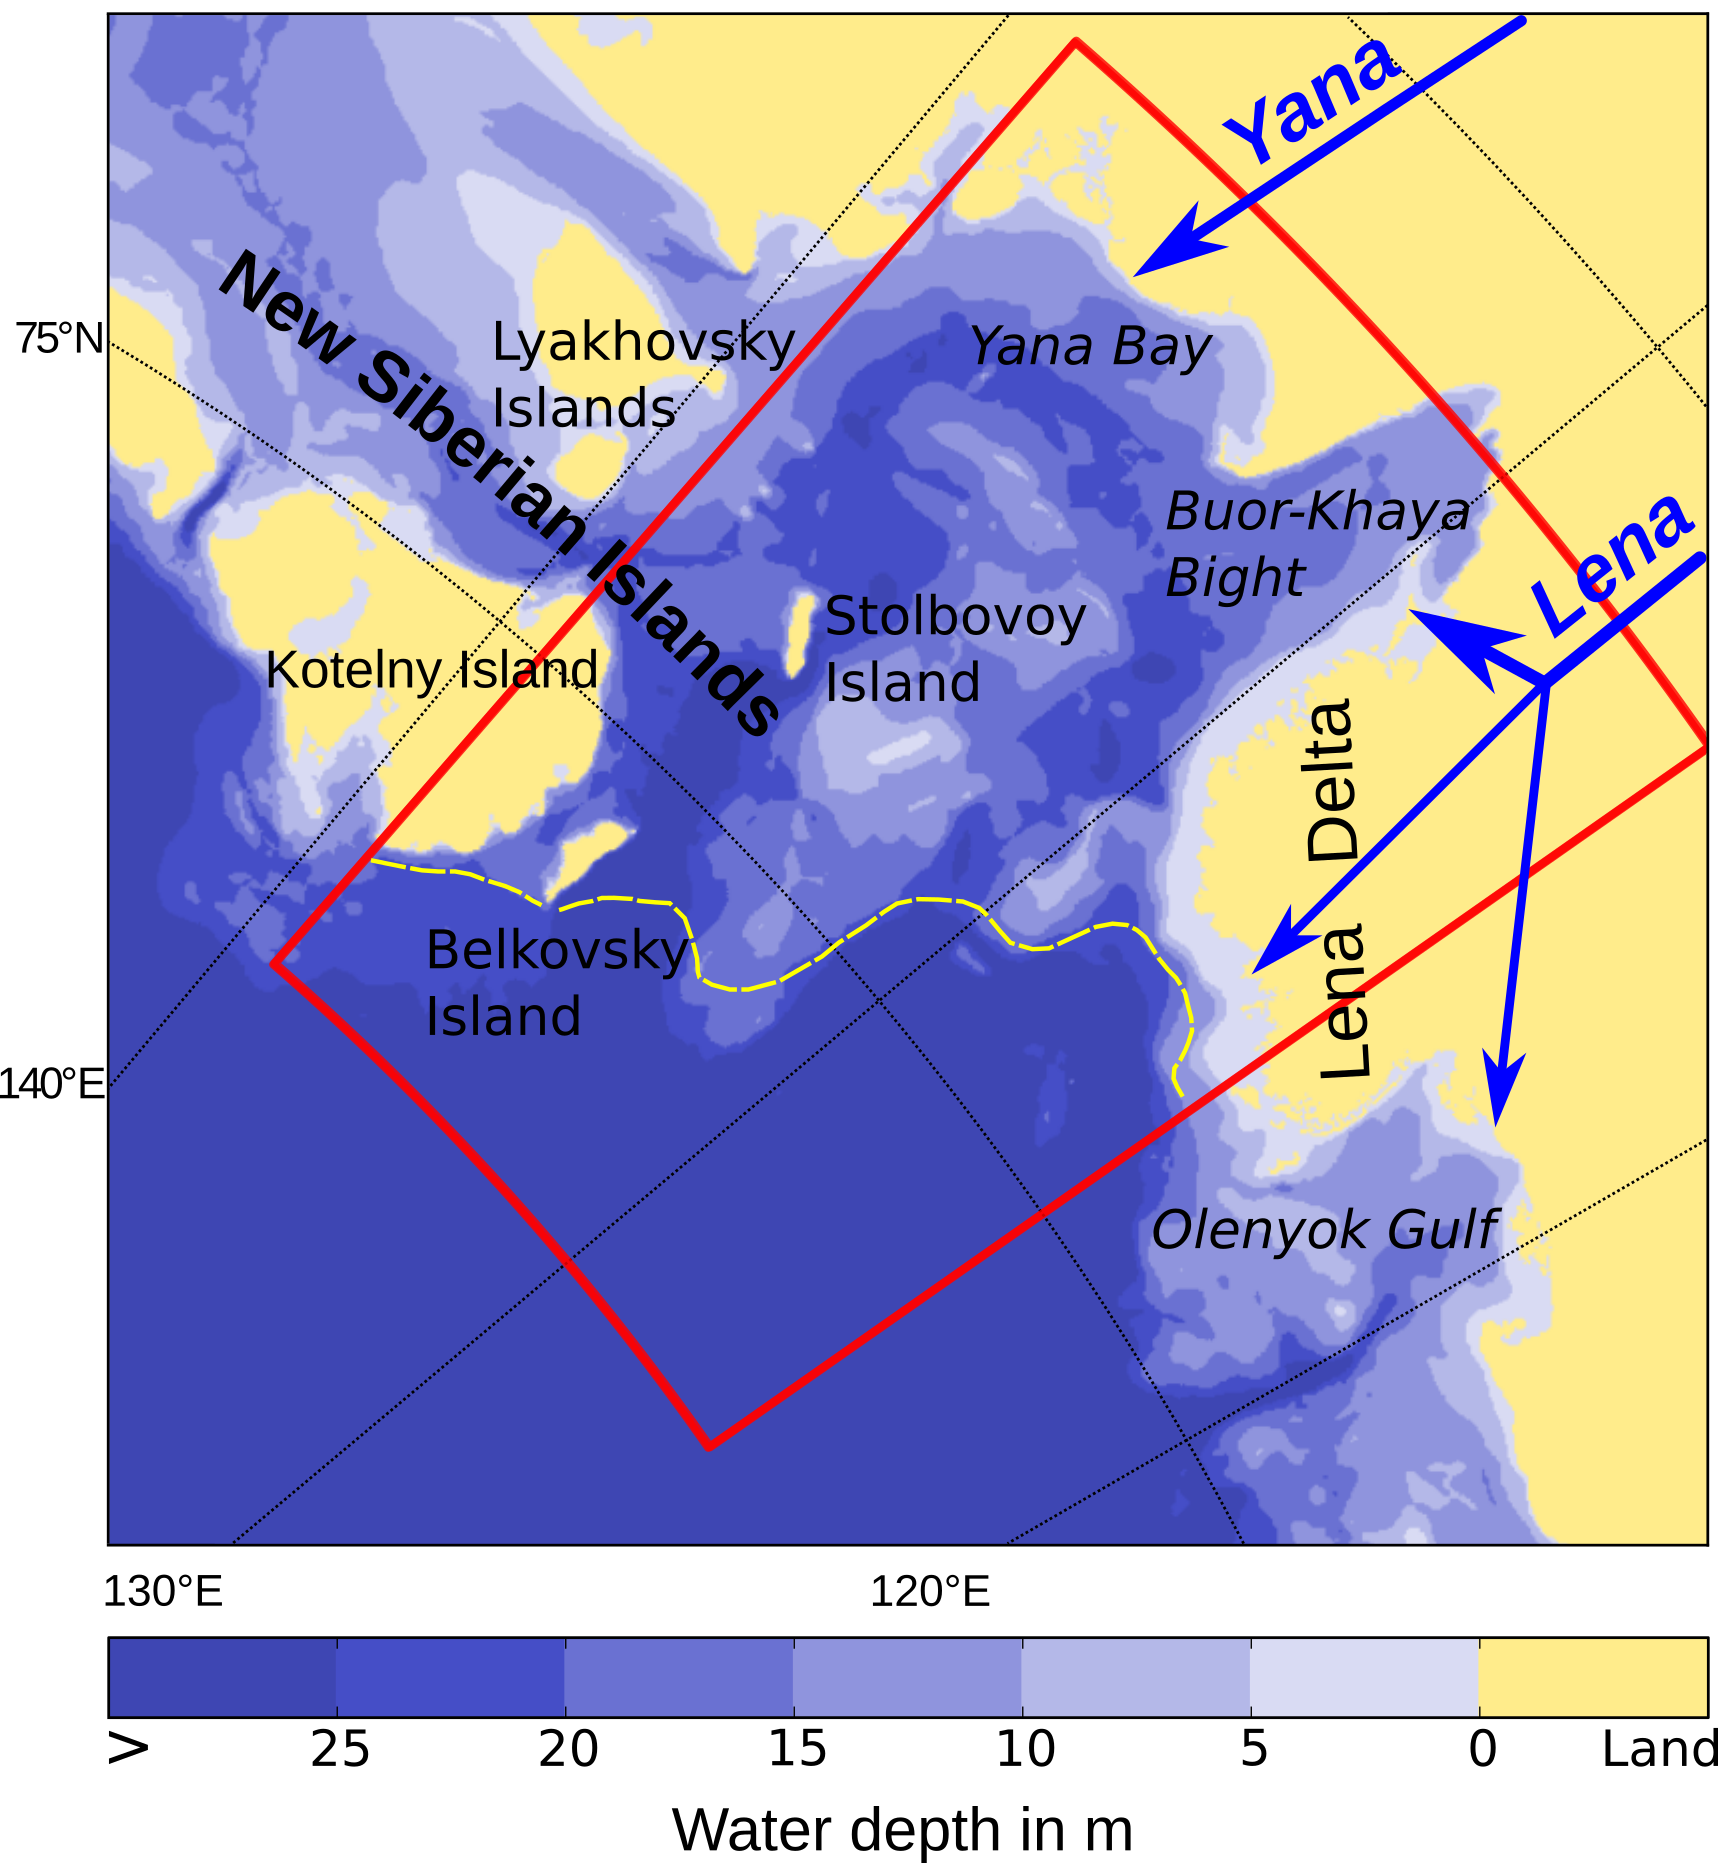 Yana
New Siberian Islands
75°N
Lyakhovsky
Islands
Yana Bay
Buor-Khaya
Bight
Lena
Stolbovoy
Island
Kotelny Island
Lena Delta
Belkovsky
Island
140°E
Olenyok Gulf
130°E
120°E
> 25 20 15 10 5 0 Land
Water depth in m